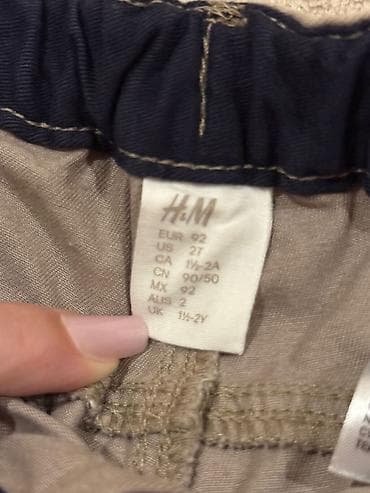 H&M
EUR 92
US 2T
CA 1½-2A
CN 90/50
MX 92
AUS 2
UK 1½-2Y